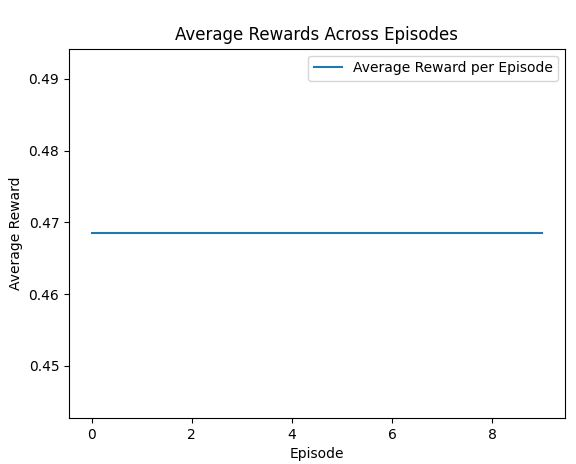 Average Rewards Across Episodes
Average Reward per Episode
0.49
0.48
0.47
0.46
0.45
Average Reward
0 2 4 6 8
Episode